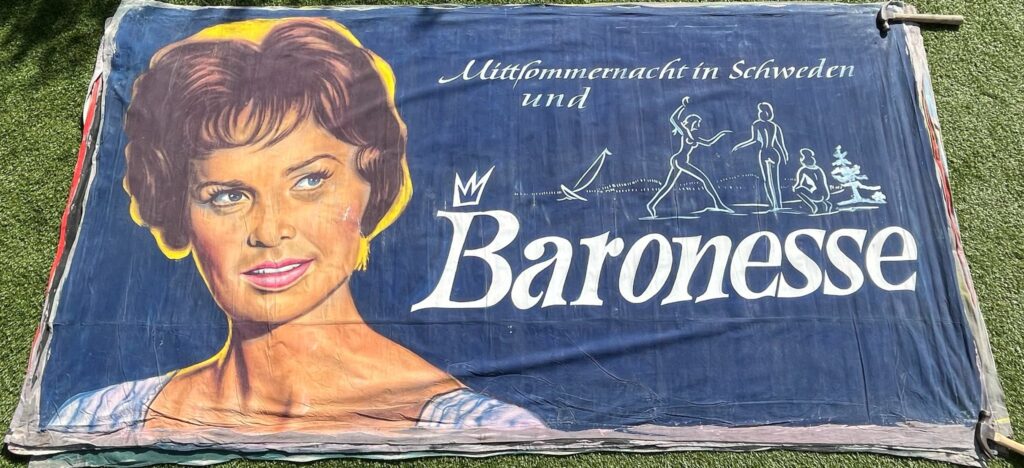 Mittsommernacht in Schweden
und
Baronesse